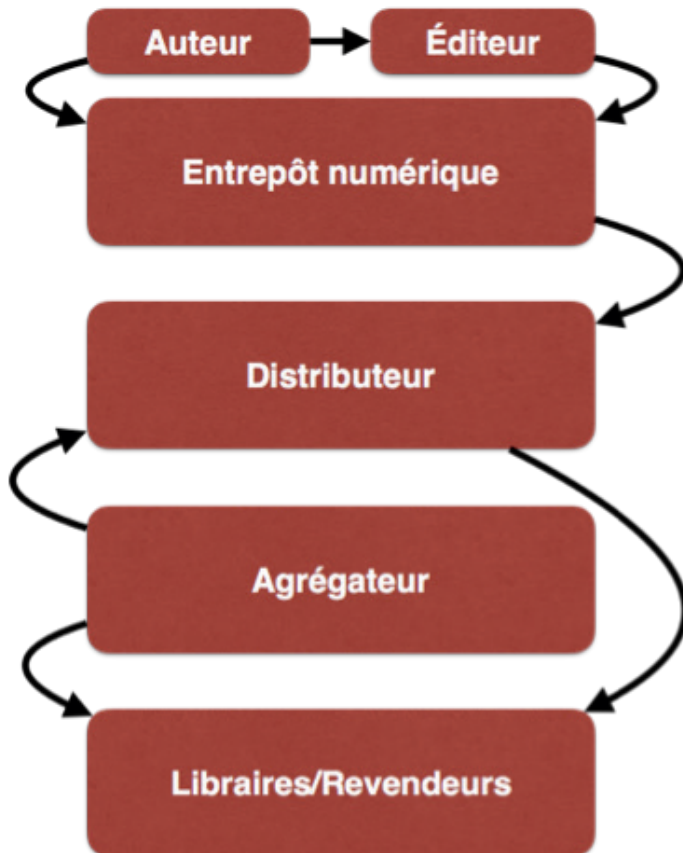 Auteur
Éditeur
Entrepôt numérique
Distributeur
Agrégateur
Libraires/Revendeurs